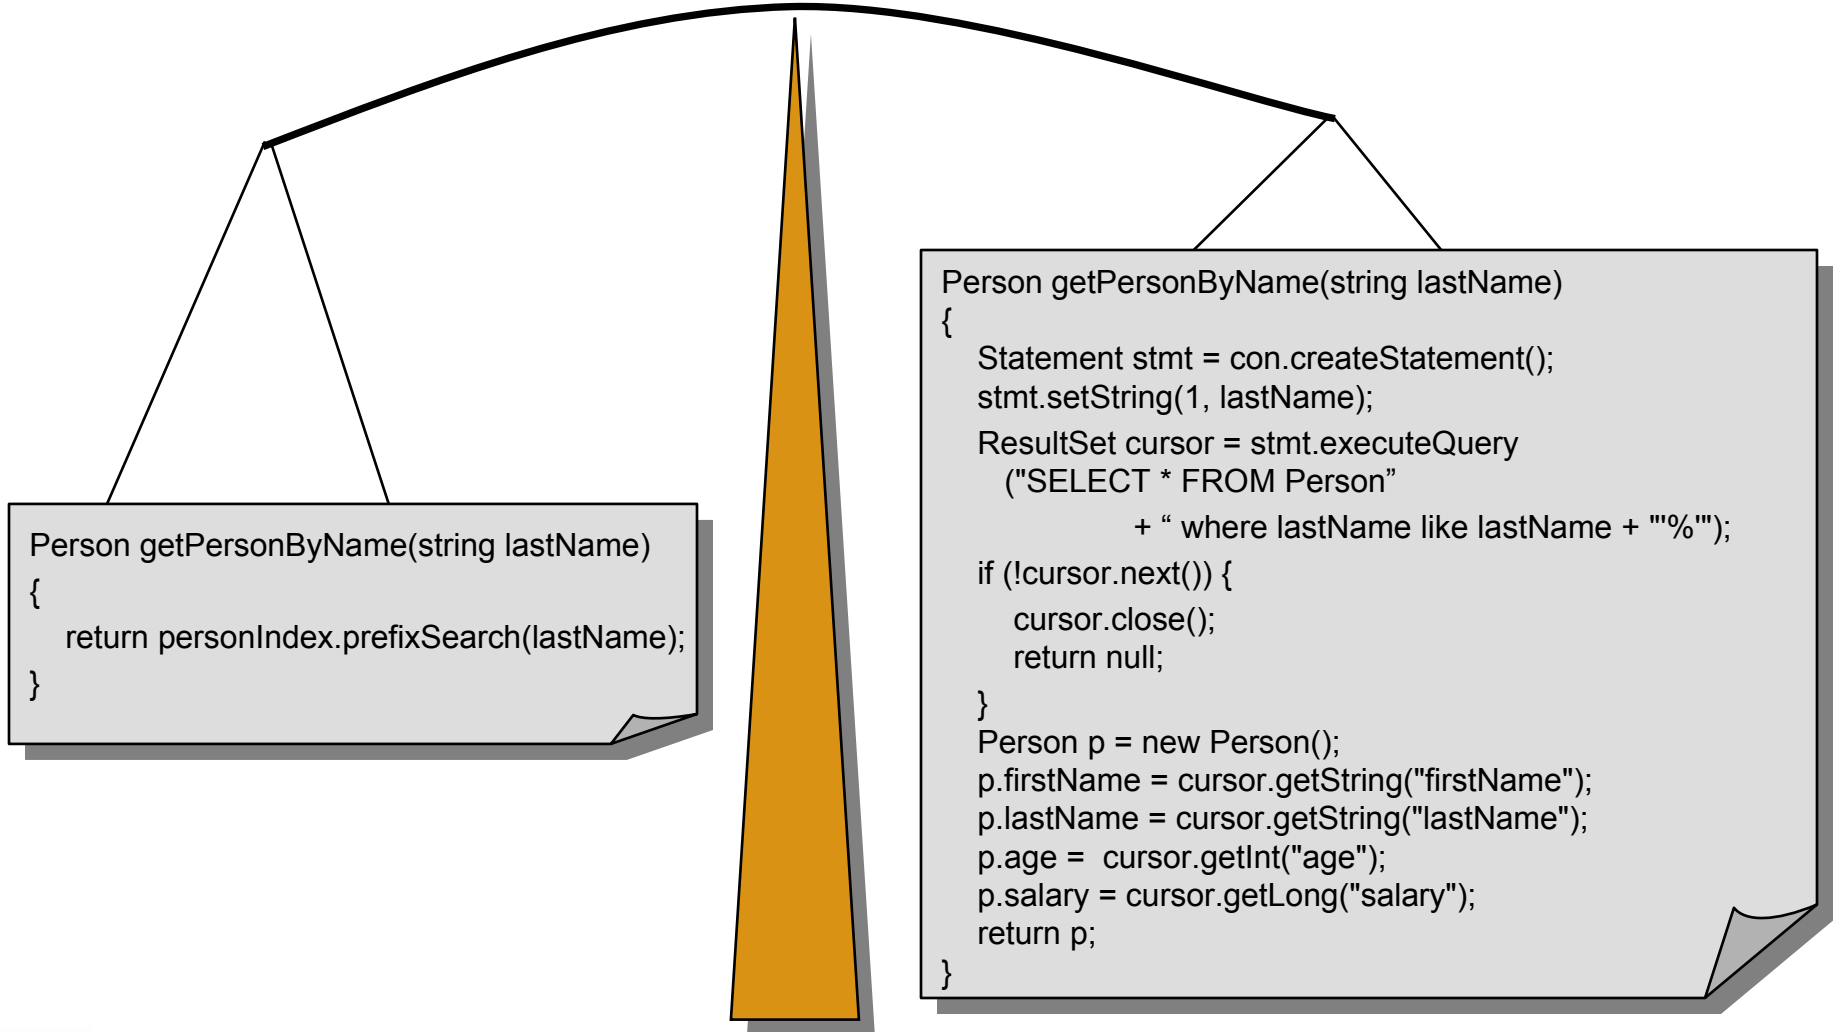 Person getPersonByName(string lastName)
{
return personIndex.prefixSearch(lastName);
}
Person getPersonByName(string lastName)
{
Statement stmt = con.createStatement();
stmt.setString(1, lastName);
ResultSet cursor = stmt.executeQuery
("SELECT * FROM Person”
+ “ where lastName like lastName + "'%'");
if (!cursor.next()) {
cursor.close();
return null;
}
Person p = new Person();
p.firstName = cursor.getString("firstName");
p.lastName = cursor.getString("lastName");
p.age =  cursor.getInt("age");
p.salary = cursor.getLong("salary");
return p;
}